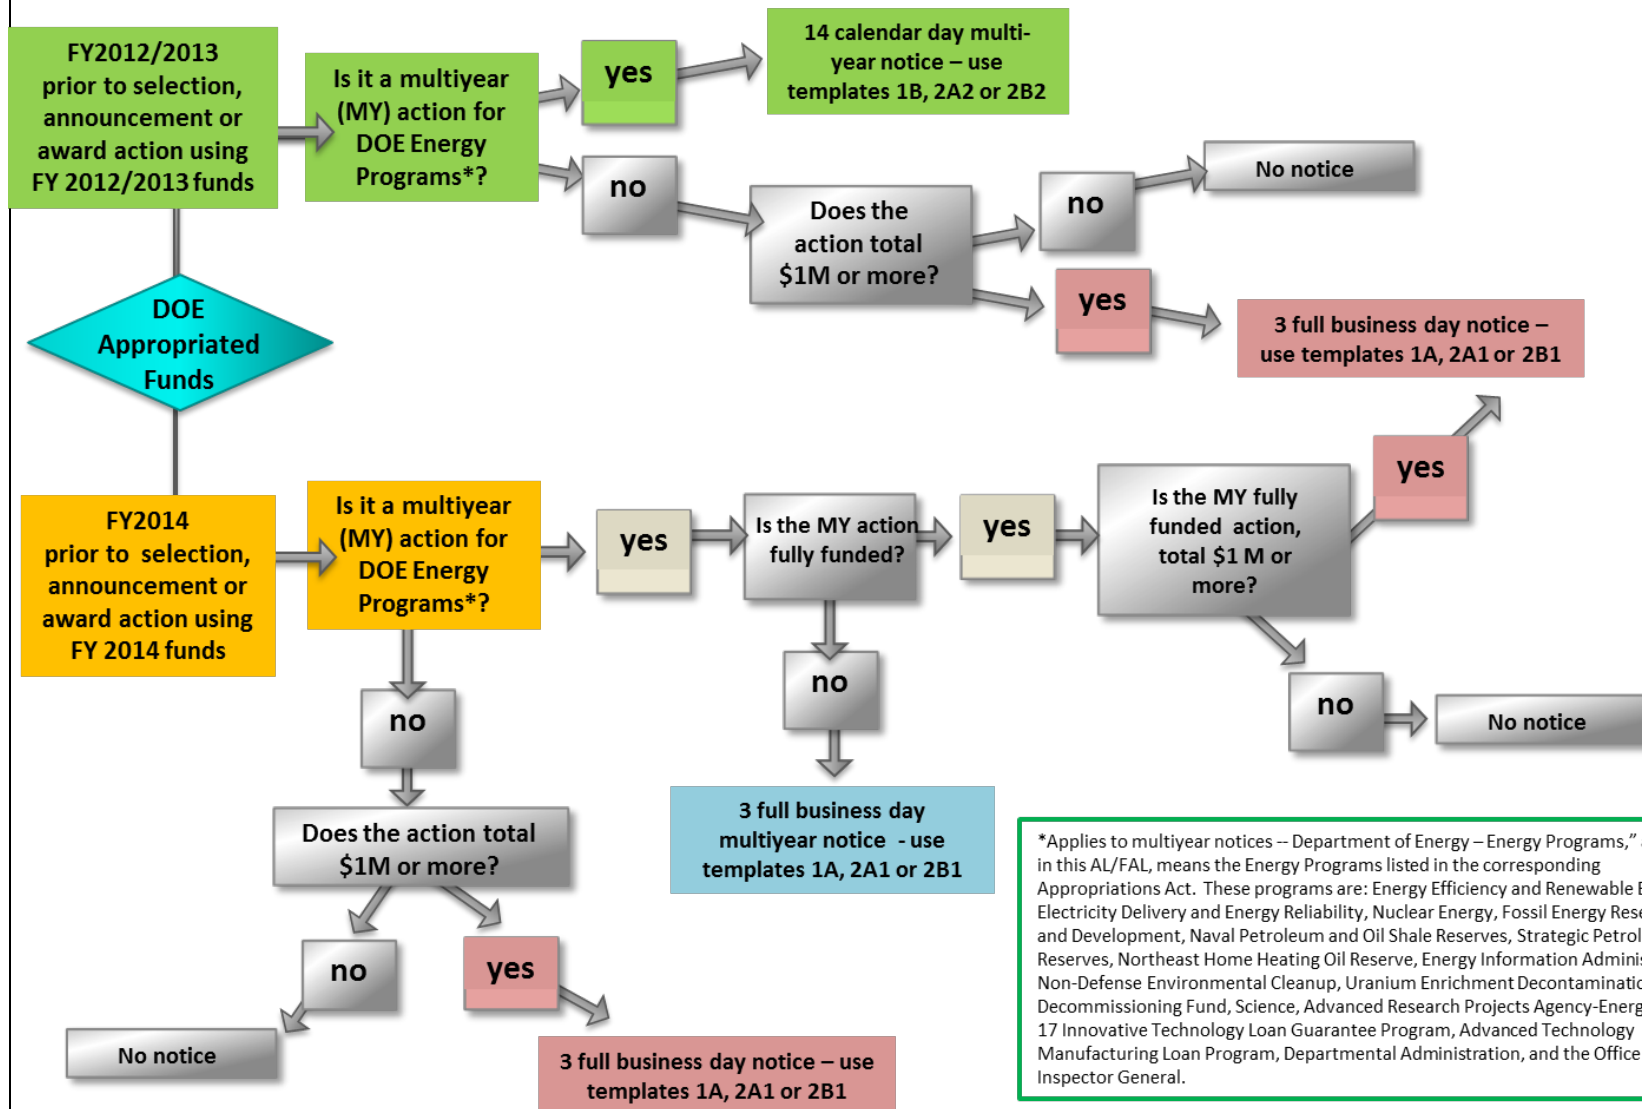 FY2012/2013
prior to selection,
announcement or
award action using
FY 2012/2013 funds
Is it a multiyear
(MY) action for
DOE Energy
Programs*?
yes
14 calendar day multi-
year notice – use
templates 1B, 2A2 or 2B2
no
Does the
action total
$1M or more?
no
No notice
yes
3 full business day notice –
use templates 1A, 2A1 or 2B1
DOE
Appropriated
Funds
FY2014
prior to selection,
announcement or
award action using
FY 2014 funds
Is it a multiyear
(MY) action for
DOE Energy
Programs*?
yes
Is the MY action
fully funded?
yes
Is the MY fully
funded action,
total $1 M or
more?
yes
no
No notice
no
3 full business day
multiyear notice - use
templates 1A, 2A1 or 2B1
no
Does the action total
$1M or more?
no
No notice
yes
3 full business day notice – use
templates 1A, 2A1 or 2B1
*Applies to multiyear notices -- Department of Energy – Energy Programs,”
in this AL/FAL, means the Energy Programs listed in the corresponding
Appropriations Act. These programs are: Energy Efficiency and Renewable
Electricity Delivery and Energy Reliability, Nuclear Energy, Fossil Energy
and Development, Naval Petroleum and Oil Shale Reserves, Strategic
Reserves, Northeast Home Heating Oil Reserve, Energy Information
Non-Defense Environmental Cleanup, Uranium Enrichment
Decommissioning Fund, Science, Advanced Research Projects
17 Innovative Technology Loan Guarantee Program, Advanced Technology
Manufacturing Loan Program, Departmental Administration, and the Office
Inspector General.